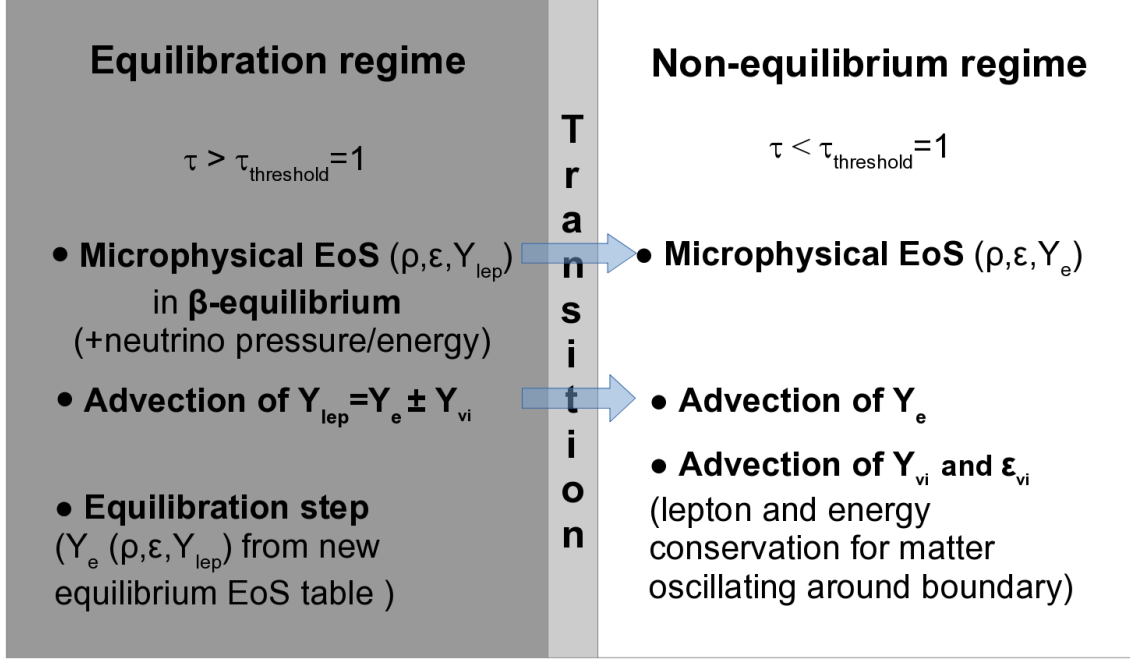 Equilibration regime
τ > τthreshold=1
● Microphysical EoS (ρ,ε,Ylep)
in β-equilibrium
(+neutrino pressure/energy)
● Advection of Ylep=Ye ± Yνi
● Equilibration step
(Ye (ρ,ε,Ylep) from new
equilibrium EoS table )
Transition
Non-equilibrium regime
τ < τthreshold=1
● Microphysical EoS (ρ,ε,Ye)
● Advection of Ye
● Advection of Yνi and ενi
(lepton and energy
conservation for matter
oscillating around boundary)